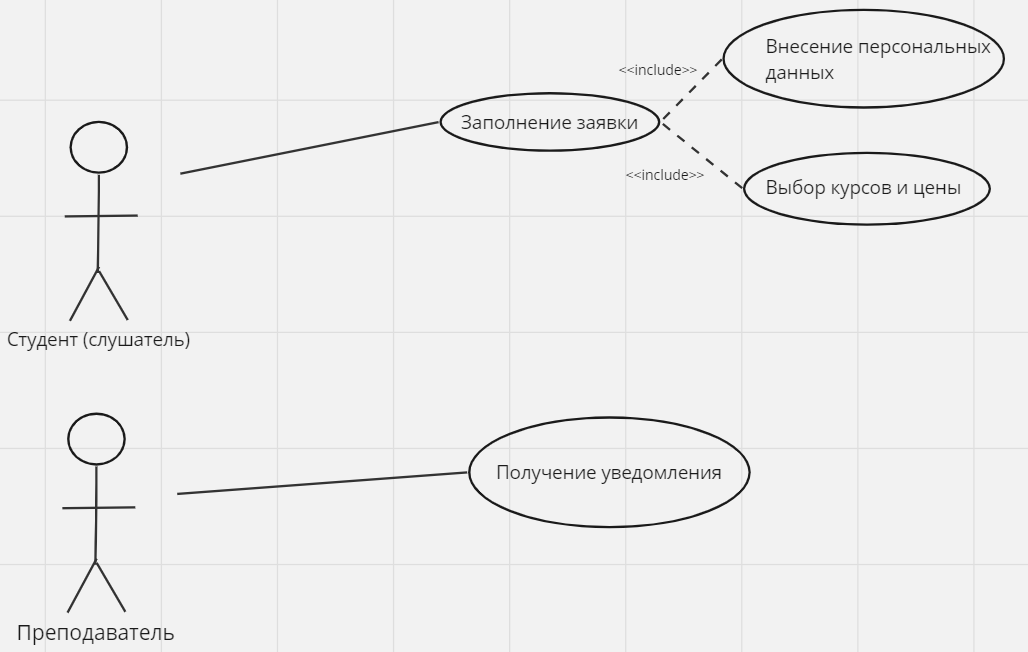 Внесение персональных
данных
<<include>>
Заполнение заявки
<<include>>
Выбор курсов и цены
Студент (слушатель)
Получение уведомления
Преподаватель